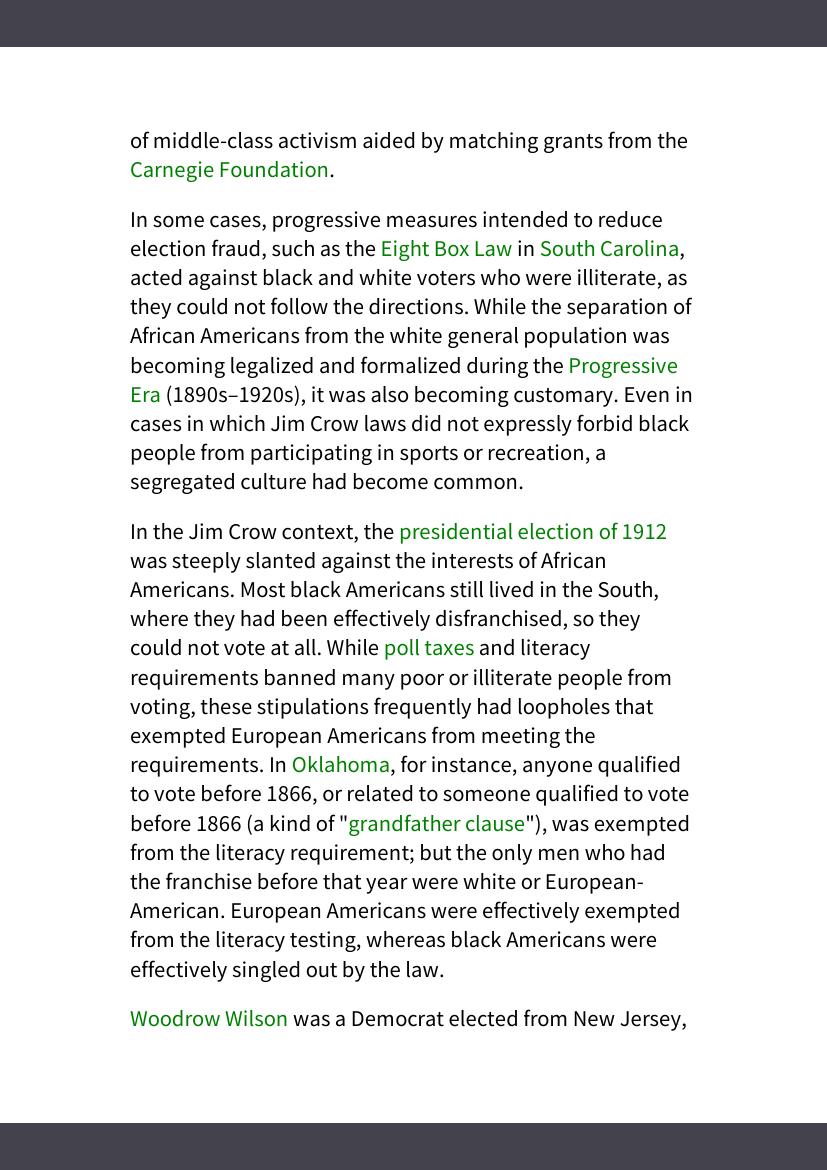 of middle-class activism aided by matching grants from the
Carnegie Foundation.
In some cases, progressive measures intended to reduce
election fraud, such as the Eight Box Law in South Carolina,
acted against black and white voters who were illiterate, as
they could not follow the directions. While the separation of
African Americans from the white general population was
becoming legalized and formalized during the Progressive
Era (1890s–1920s), it was also becoming customary. Even in
cases in which Jim Crow laws did not expressly forbid black
people from participating in sports or recreation, a
segregated culture had become common.
In the Jim Crow context, the presidential election of 1912
was steeply slanted against the interests of African
Americans. Most black Americans still lived in the South,
where they had been effectively disfranchised, so they
could not vote at all. While poll taxes and literacy
requirements banned many poor or illiterate people from
voting, these stipulations frequently had loopholes that
exempted European Americans from meeting the
requirements. In Oklahoma, for instance, anyone qualified
to vote before 1866, or related to someone qualified to vote
before 1866 (a kind of "grandfather clause"), was exempted
from the literacy requirement; but the only men who had
the franchise before that year were white or European-
American. European Americans were effectively exempted
from the literacy testing, whereas black Americans were
effectively singled out by the law.
Woodrow Wilson was a Democrat elected from New Jersey,